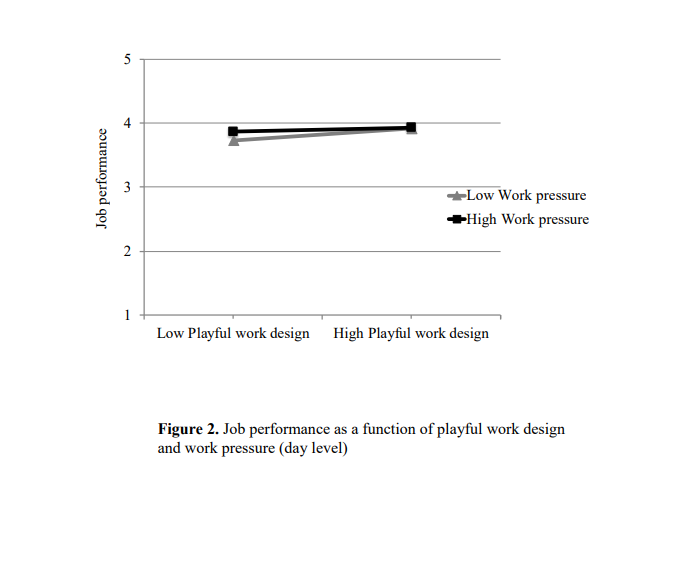 5
4
3
2
1
Job performance
Low Work pressure
High Work pressure
Low Playful work design
High Playful work design
Figure 2. Job performance as a function of playful work design
and work pressure (day level)